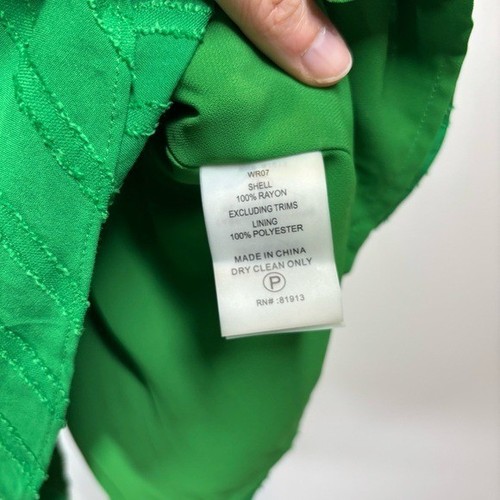 WR07
SHELL
100% RAYON
EXCLUDING TRIMS
LINING
100% POLYESTER
MADE IN CHINA
DRY CLEAN ONLY
P
RN# :81913